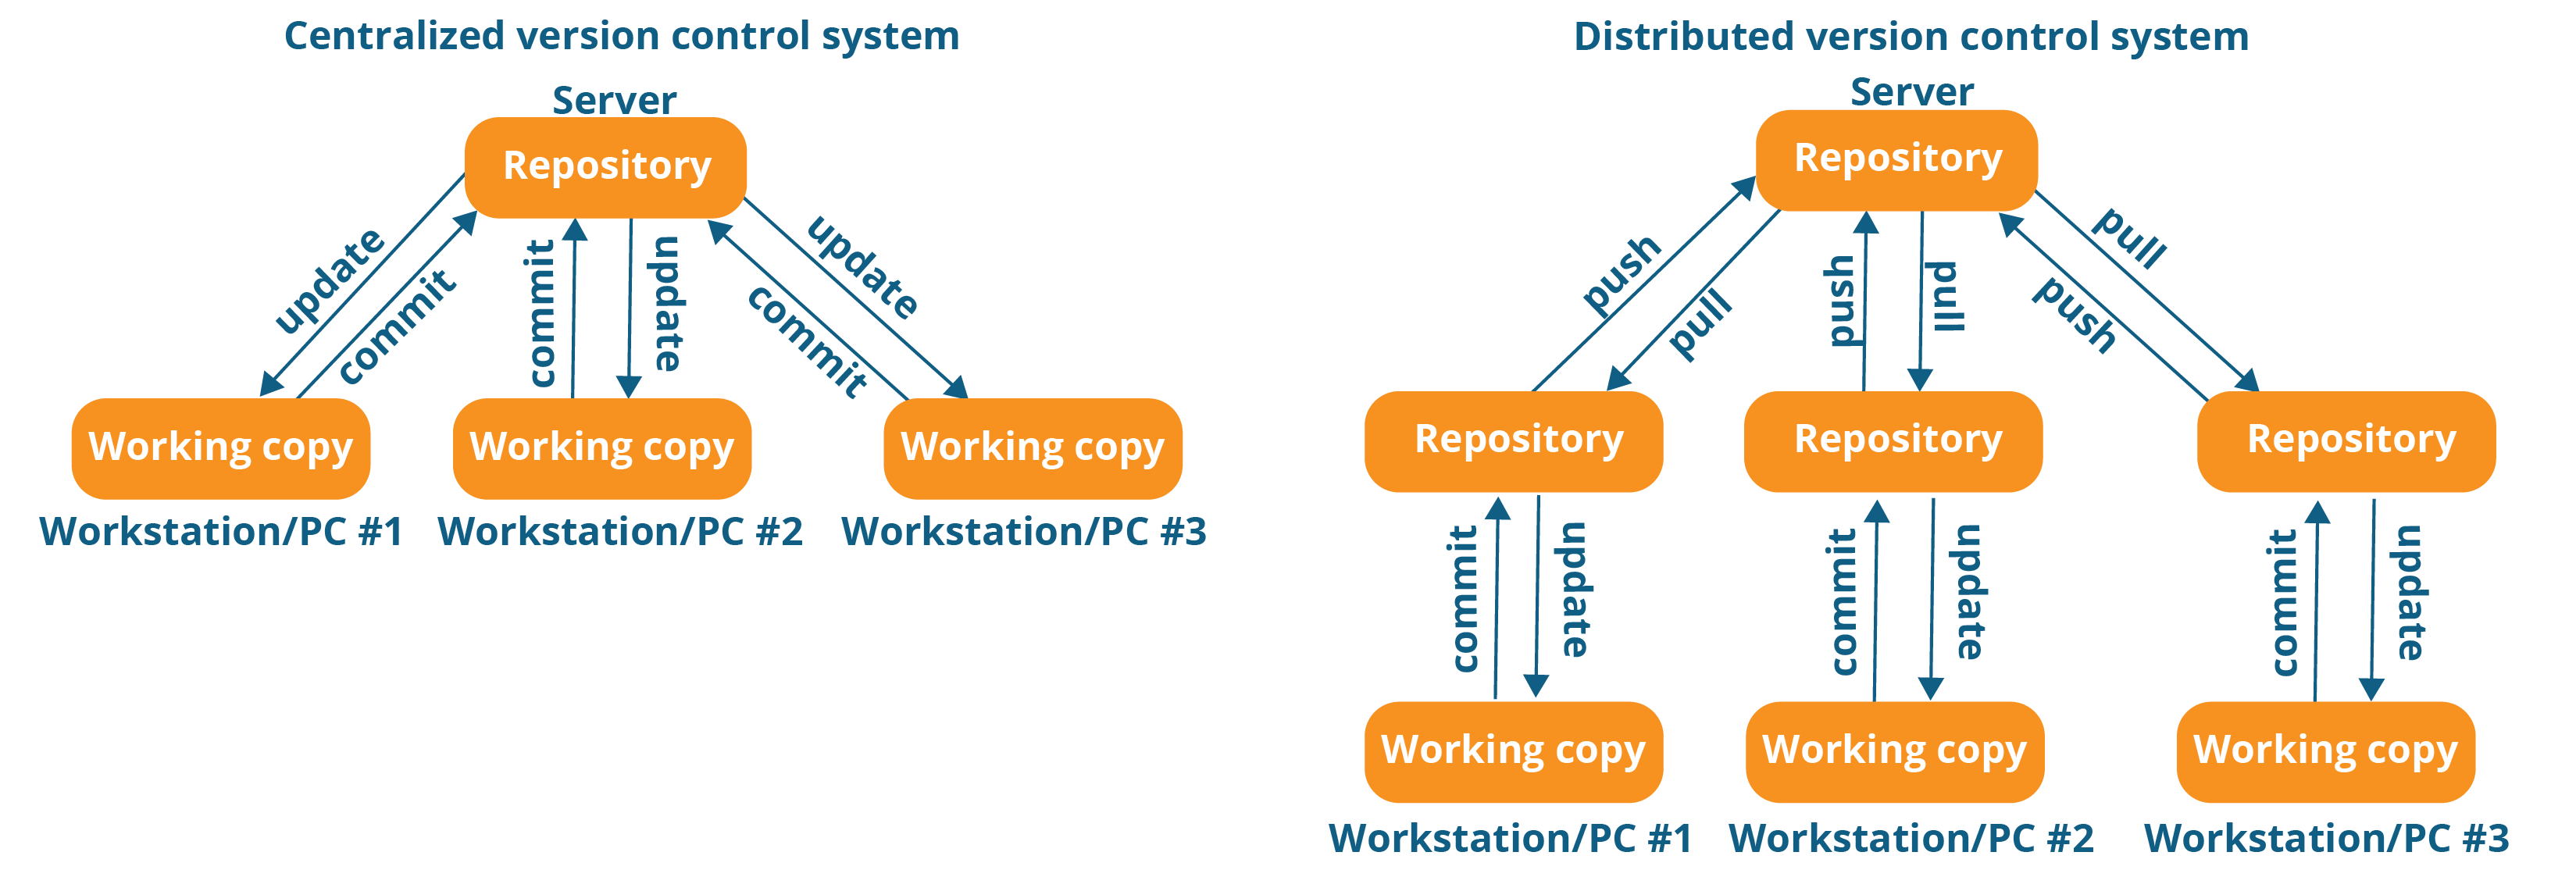 Centralized version control system
Server
Repository
update
commit
commit
update
update
commit
Working copy
Working copy
Working copy
Workstation/PC #1
Workstation/PC #2
Workstation/PC #3
Distributed version control system
Server
Repository
push
pull
push
pull
pull
push
Repository
Repository
Repository
commit
update
commit
update
commit
update
Working copy
Working copy
Working copy
Workstation/PC #1
Workstation/PC #2
Workstation/PC #3